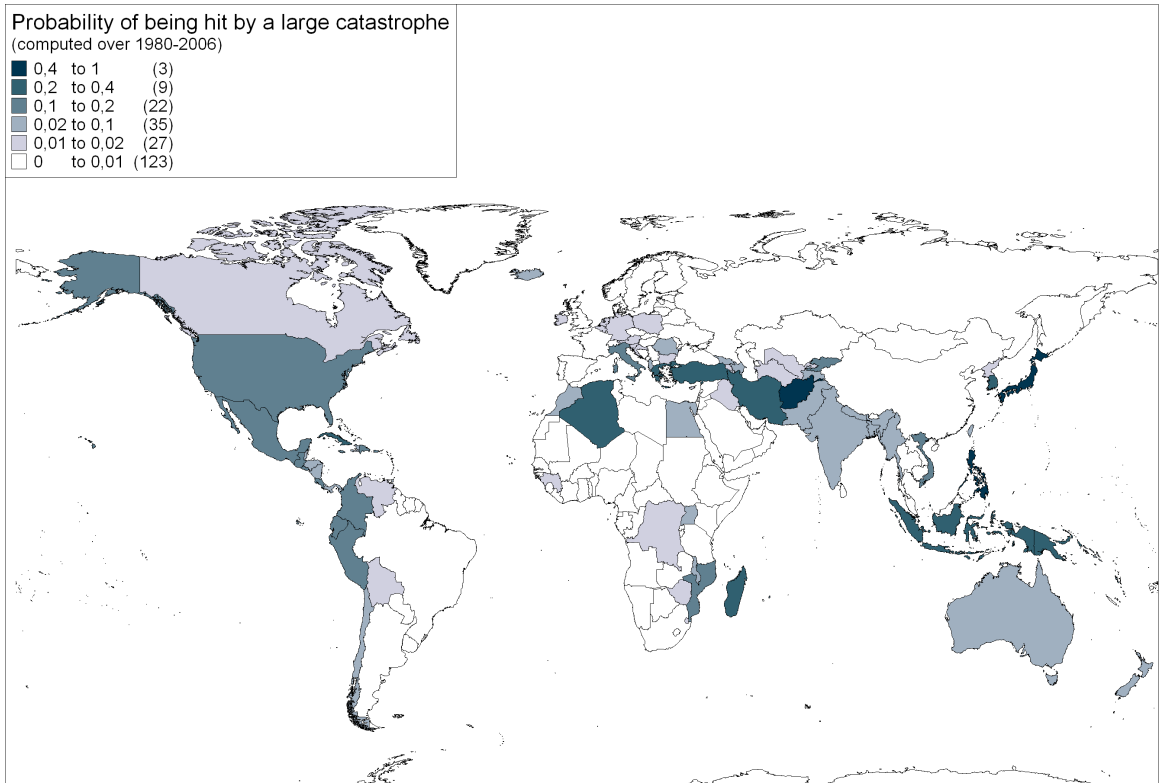 Probability of being hit by a large catastrophe
(computed over 1980-2006)
0,4 to 1 (3)
0,2 to 0,4 (9)
0,1 to 0,2 (22)
0,02 to 0,1 (35)
0,01 to 0,02 (27)
0 to 0,01 (123)